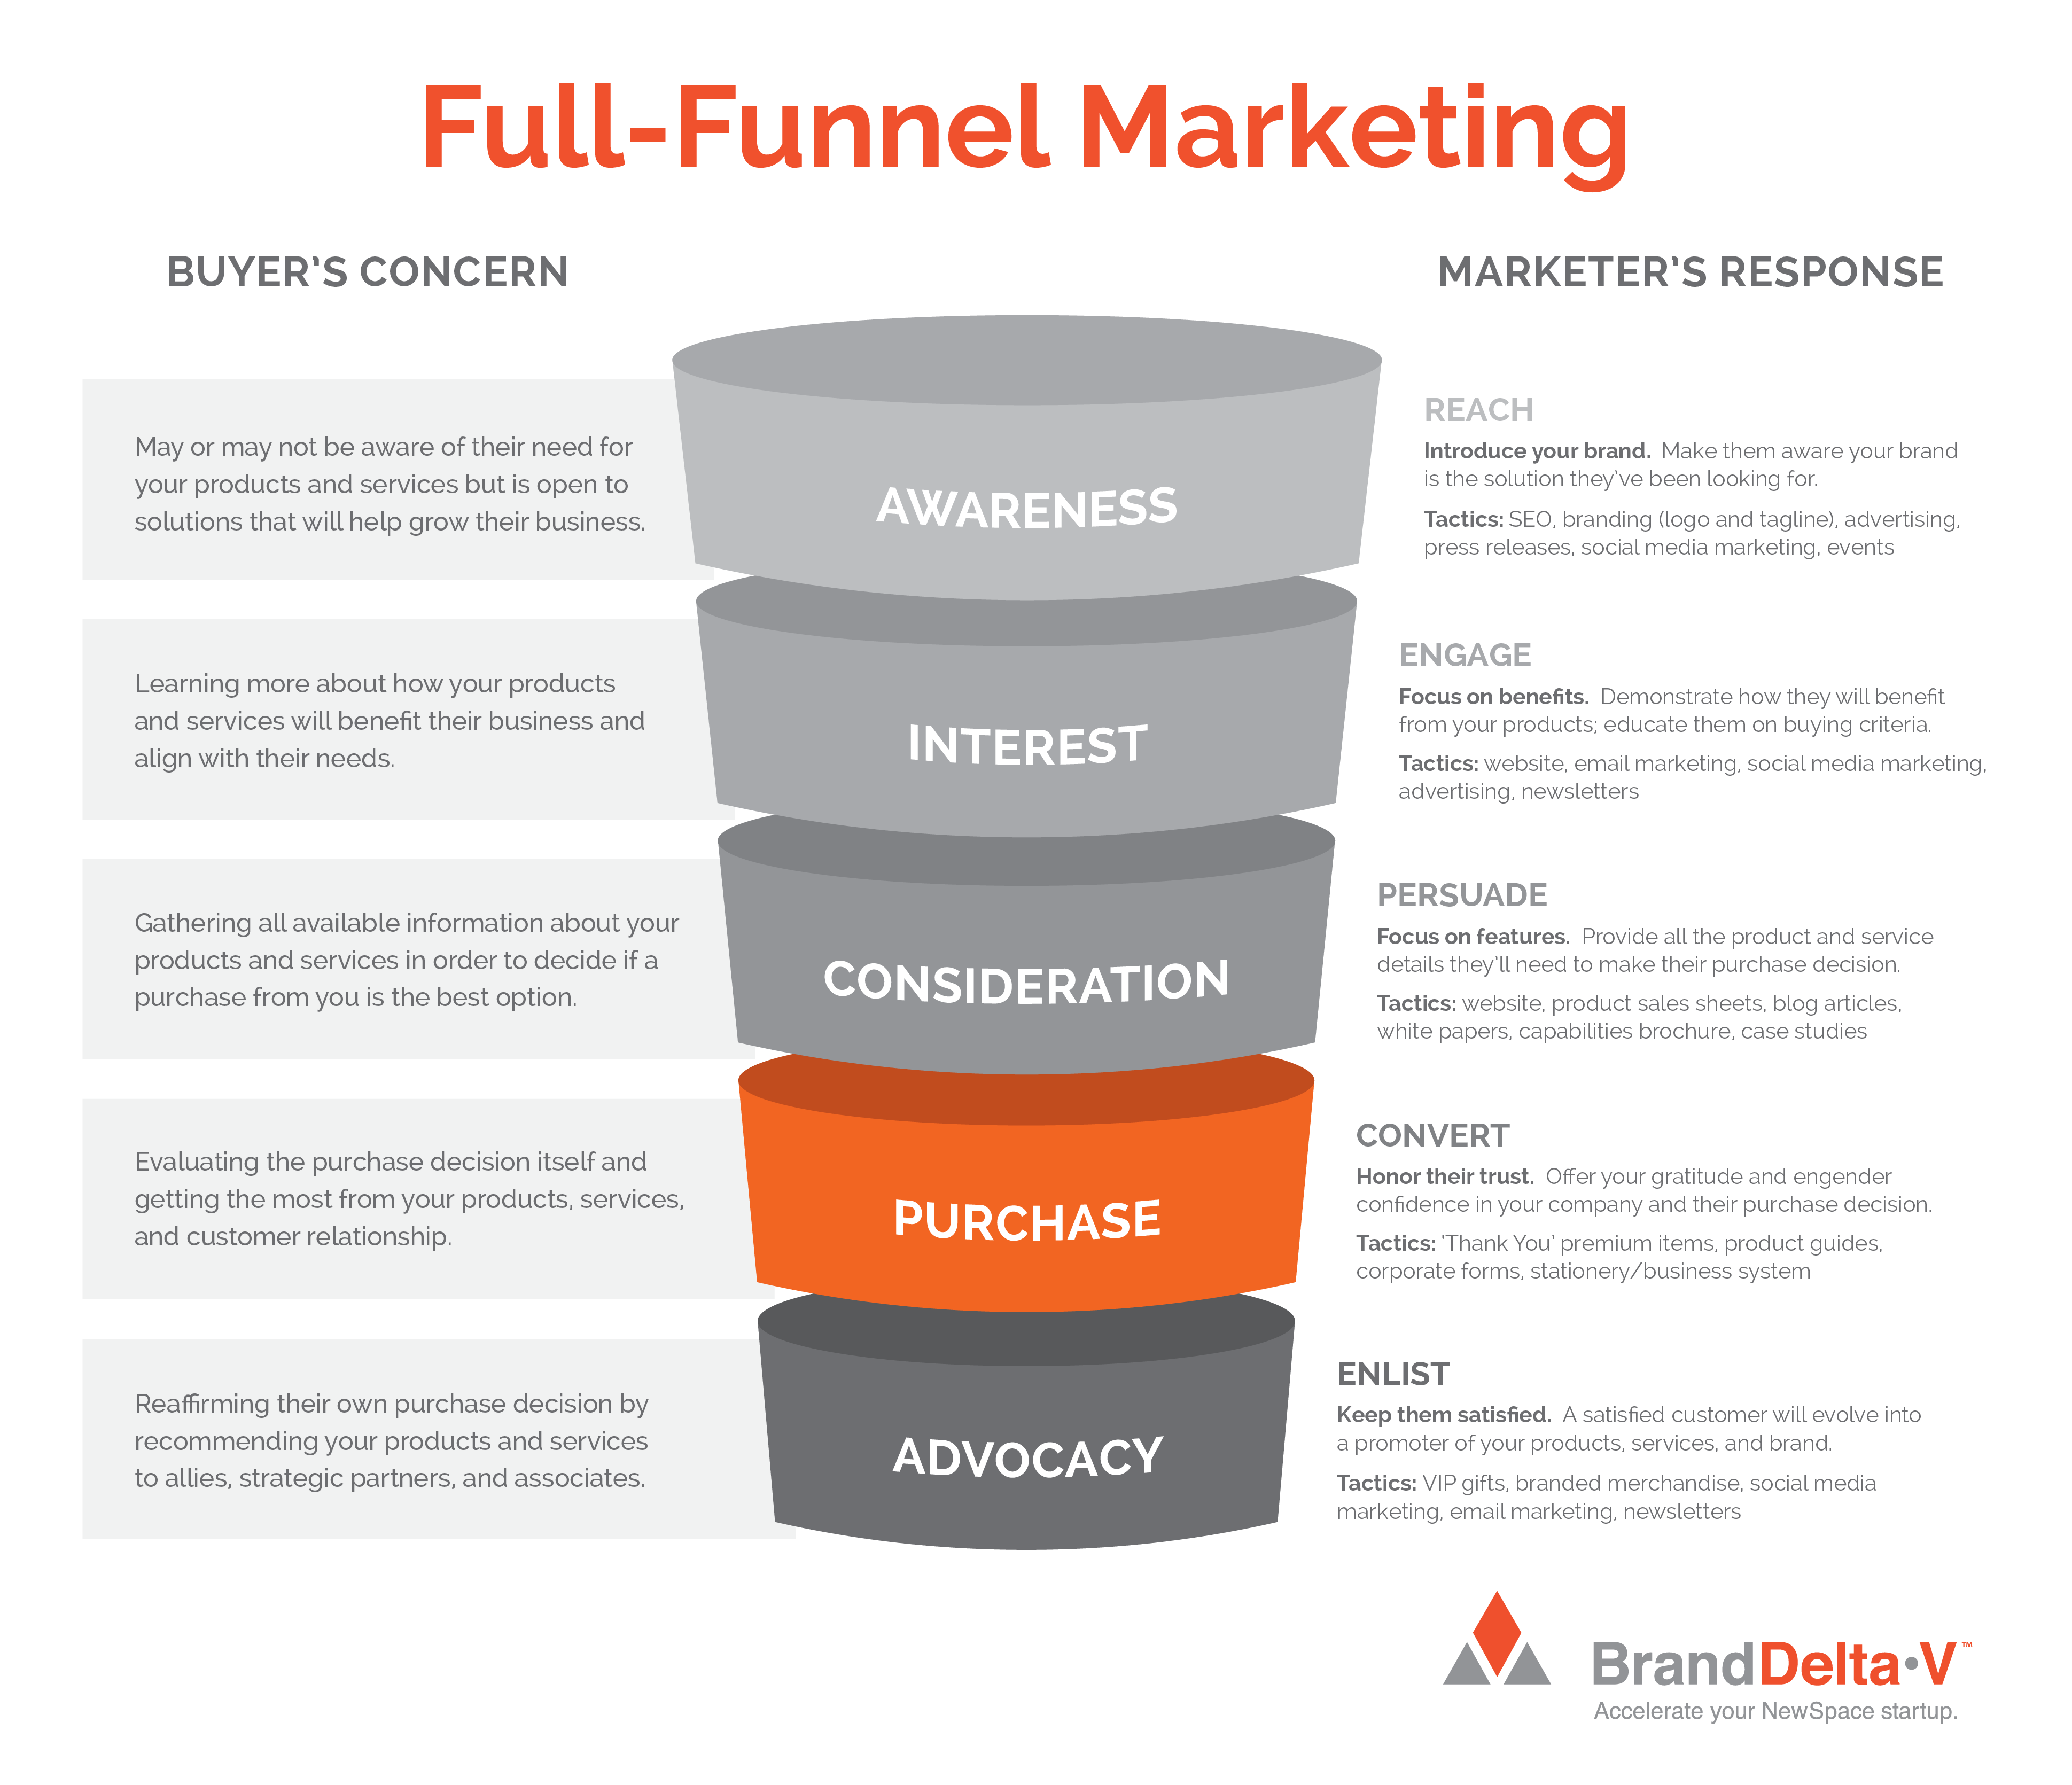 Full-Funnel Marketing
BUYER’S CONCERN
MARKETER’S RESPONSE
May or may not be aware of their need for
your products and services but is open to
solutions that will help grow their business.
AWARENESS
REACH
Introduce your brand. Make them aware your brand
is the solution they’ve been looking for.
Tactics: SEO, branding (logo and tagline), advertising,
press releases, social media marketing, events
Learning more about how your products
and services will benefit their business and
align with their needs.
INTEREST
ENGAGE
Focus on benefits. Demonstrate how they will benefit
from your products; educate them on buying criteria.
Tactics: website, email marketing, social media marketing,
advertising, newsletters
Gathering all available information about your
products and services in order to decide if a
purchase from you is the best option.
CONSIDERATION
PERSUADE
Focus on features. Provide all the product and service
details they’ll need to make their purchase decision.
Tactics: website, product sales sheets, blog articles,
white papers, capabilities brochure, case studies
Evaluating the purchase decision itself and
getting the most from your products, services,
and customer relationship.
PURCHASE
CONVERT
Honor their trust. Offer your gratitude and engender
confidence in your company and their purchase decision.
Tactics: ‘Thank You’ premium items, product guides,
corporate forms, stationery/business system
Reaffirming their own purchase decision by
recommending your products and services
to allies, strategic partners, and associates.
ADVOCACY
ENLIST
Keep them satisfied. A satisfied customer will evolve into
a promoter of your products, services, and brand.
Tactics: VIP gifts, branded merchandise, social media
marketing, email marketing, newsletters
BrandDelta•V™
Accelerate your NewSpace startup.